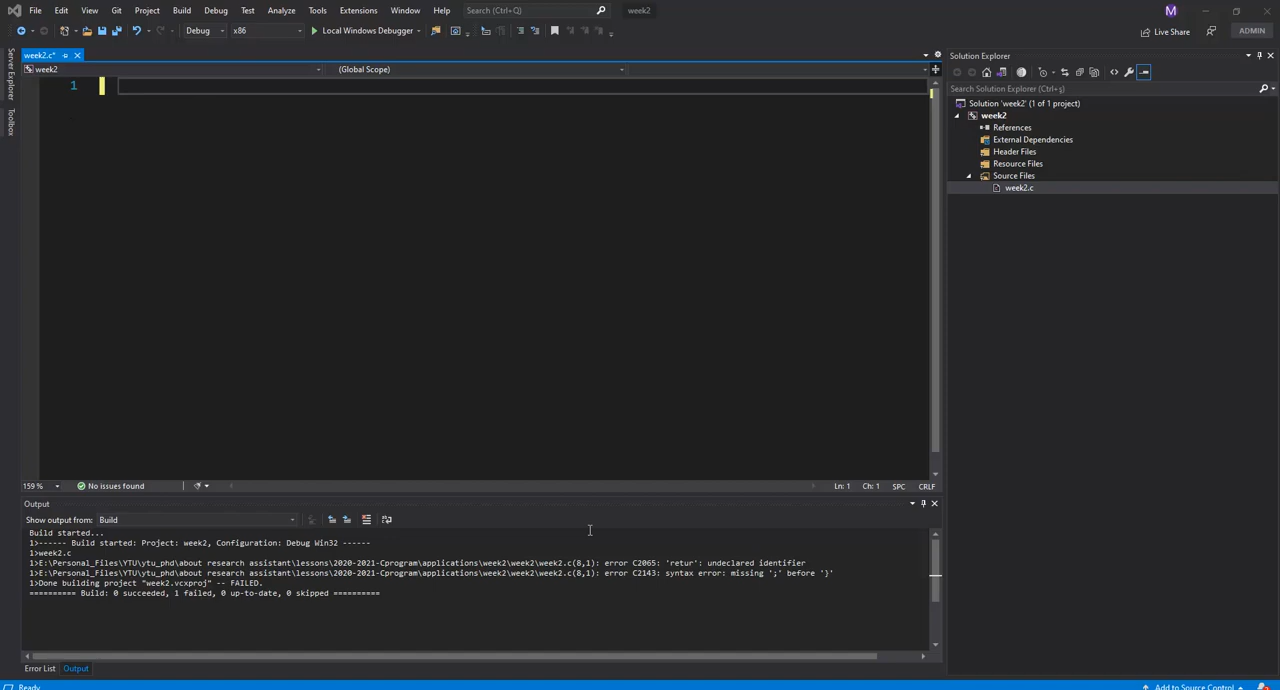 File Edit View Git Project Build Debug Test Analyze Tools Extensions Window Help Search (Ctrl+Q) week2 M
Debug x86 Local Windows Debugger Live Share ADMIN
Server Explorer
Toolbox
week2.c*
week2 (Global Scope)
1
159 % No issues found Ln: 1 Ch: 1 SPC CRLF
Solution Explorer
Search Solution Explorer (Ctrl+ş)
Solution 'week2' (1 of 1 project)
week2
References
External Dependencies
Header Files
Resource Files
Source Files
week2.c
Output
Show output from: Build
Build started...
1>------ Build started: Project: week2, Configuration: Debug Win32 ------
1>week2.c
1>E:\Personal_Files\YTU\ytu_phd\about research assistant\lessons\2020-2021-Cprogram\applications\week2\week2\week2.c(8,1): error C2065: 'retur': undeclared identifier
1>E:\Personal_Files\YTU\ytu_phd\about research assistant\lessons\2020-2021-Cprogram\applications\week2\week2\week2.c(8,1): error C2143: syntax error: missing ';' before '}'
1>Done building project "week2.vcxproj" -- FAILED.
========== Build: 0 succeeded, 1 failed, 0 up-to-date, 0 skipped ==========
Error List Output
Ready Add to Source Control